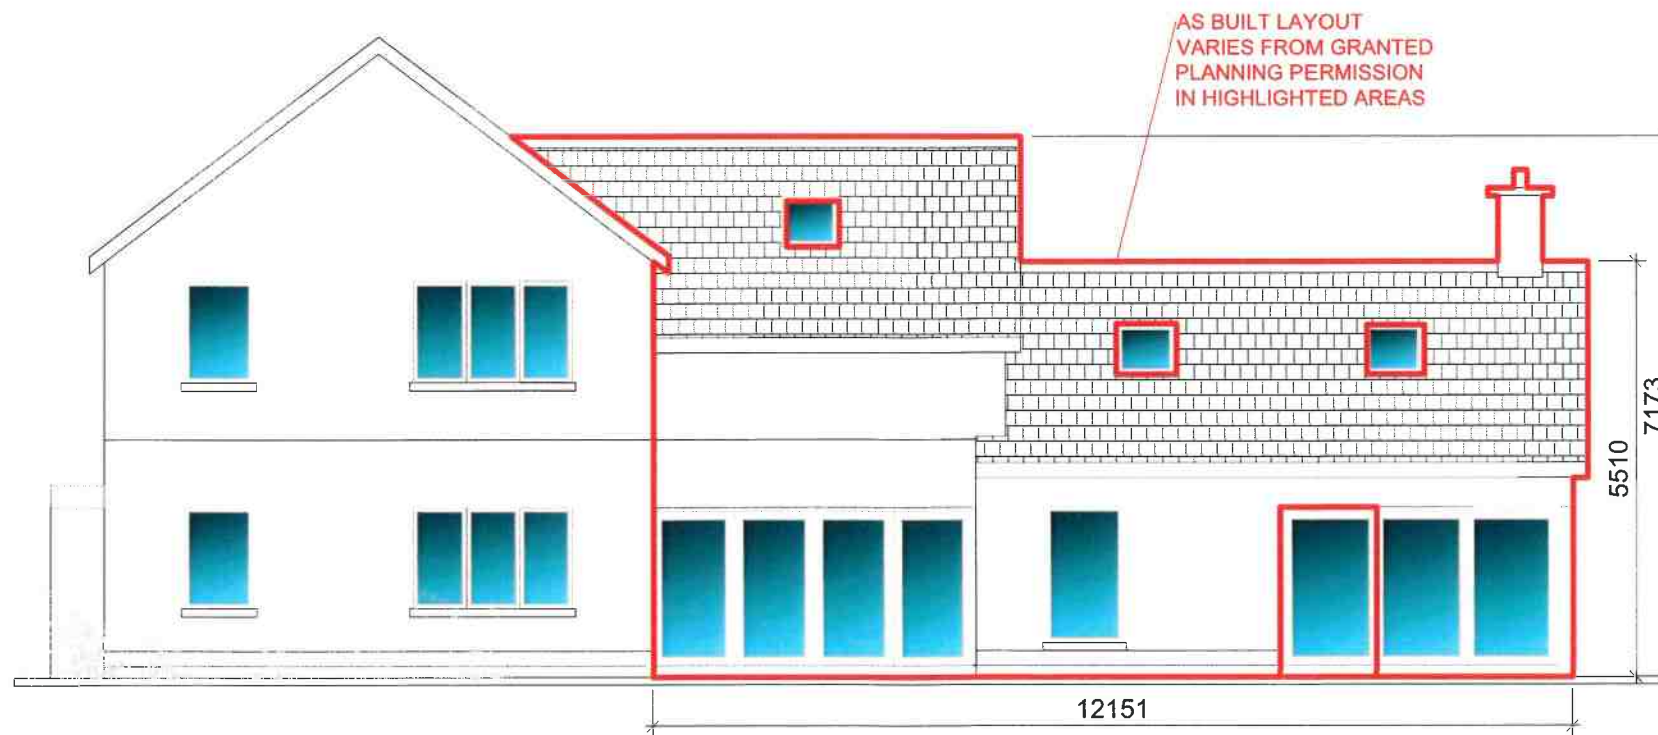 AS BUILT LAYOUT
VARIES FROM GRANTED
PLANNING PERMISSION
IN HIGHLIGHTED AREAS
7173
5510
12151